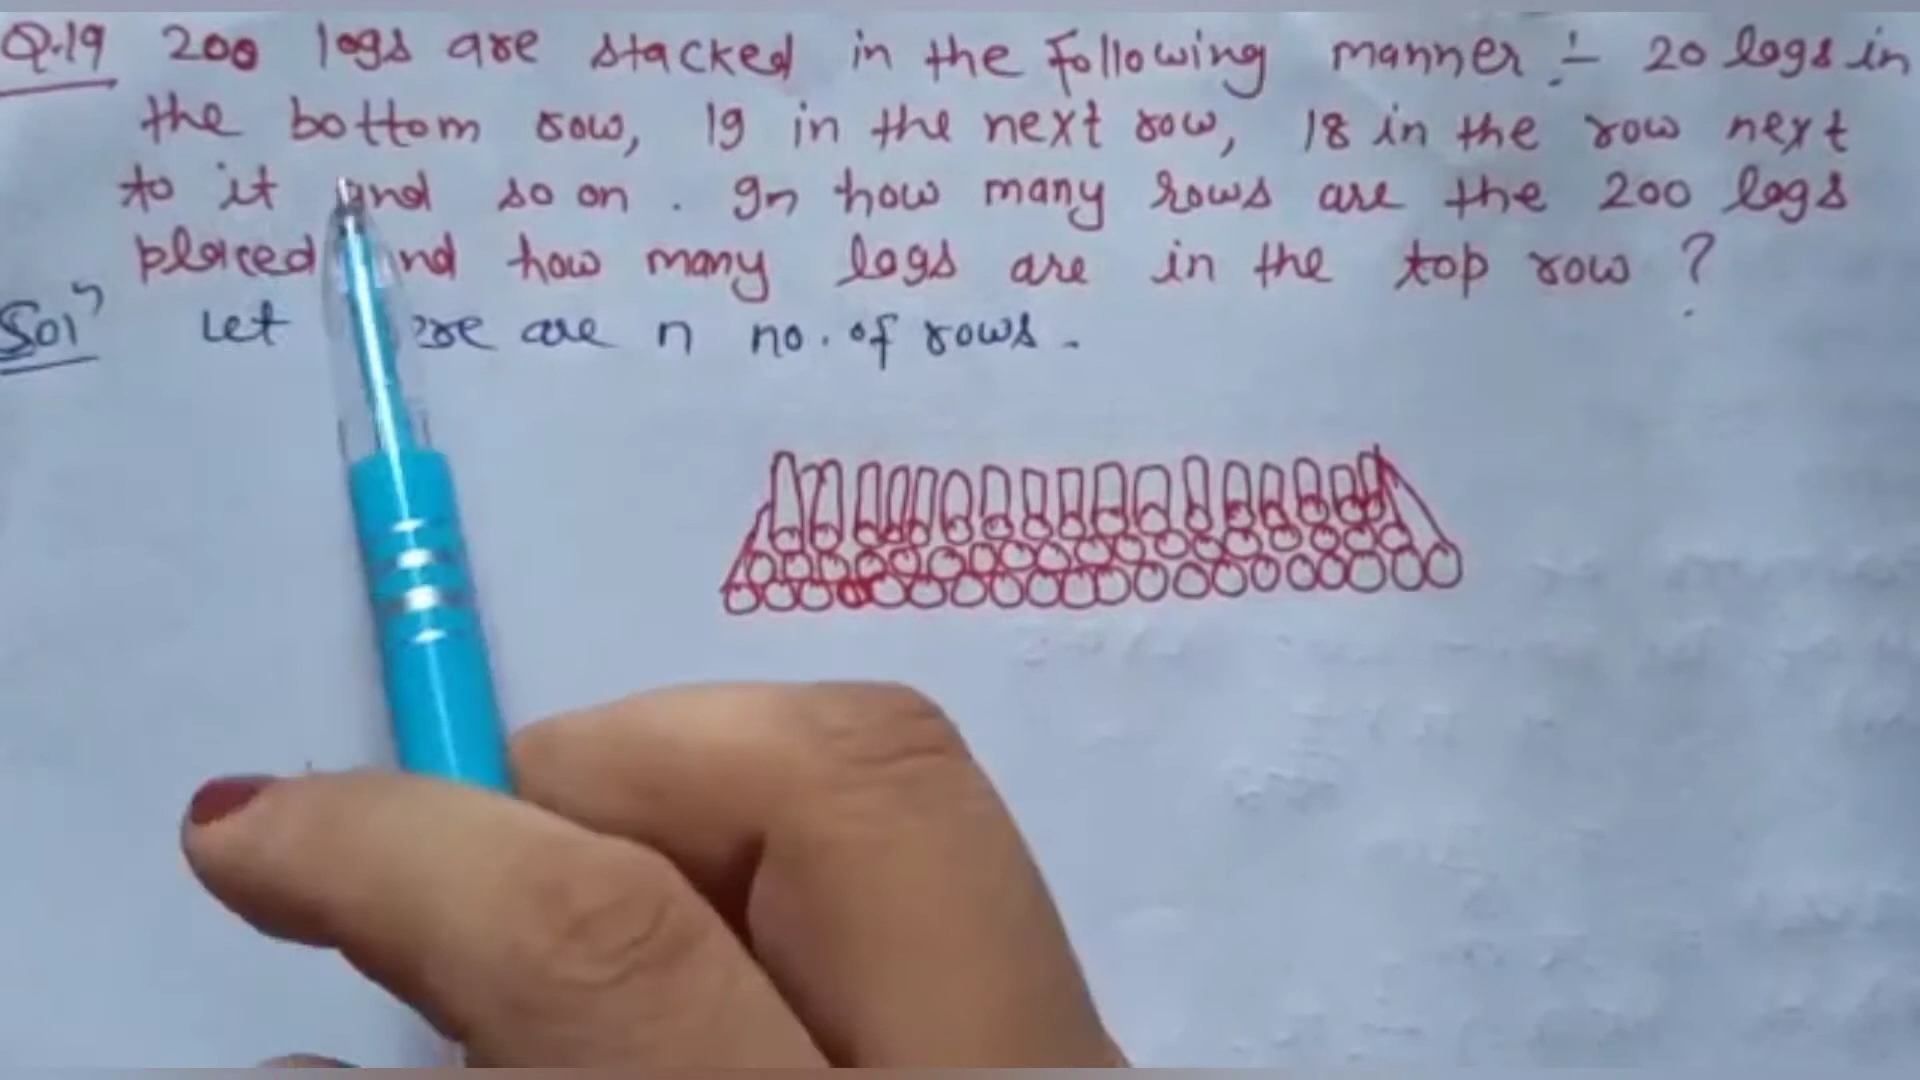 Q.19 200 logs are stacked in the following manner :- 20 logs in
the bottom row, 19 in the next row, 18 in the row next
to it and so on. In how many rows are the 200 logs
placed and how many logs are in the top row ?
Solⁿ Let are n no. of rows.